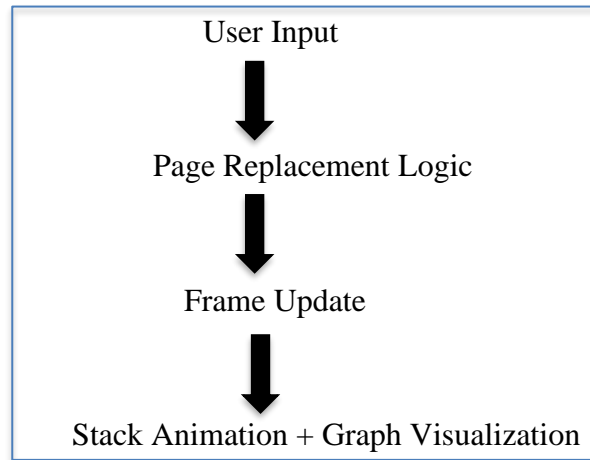 User Input
Page Replacement Logic
Frame Update
Stack Animation + Graph Visualization